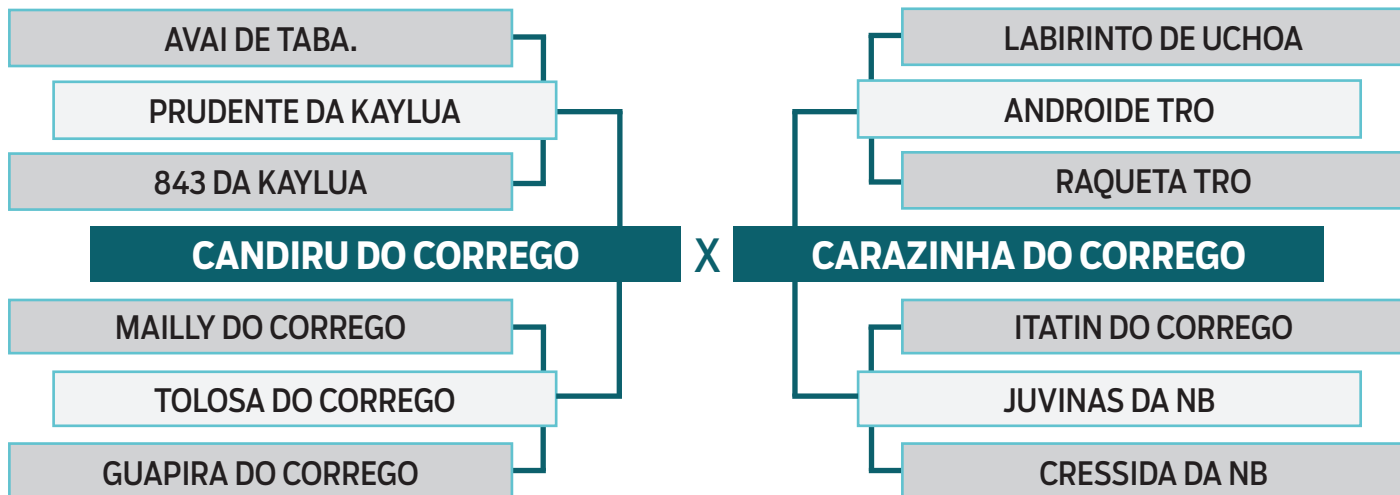 AVAI DE TABA.
PRUDENTE DA KAYLUA
843 DA KAYLUA
LABIRINTO DE UCHOA
ANDROIDE TRO
RAQUETA TRO
CANDIRU DO CORREGO X CARAZINHA DO CORREGO
MAILLY DO CORREGO
TOLOSA DO CORREGO
GUAPIRA DO CORREGO
ITATIN DO CORREGO
JUVINAS DA NB
CRESSIDA DA NB